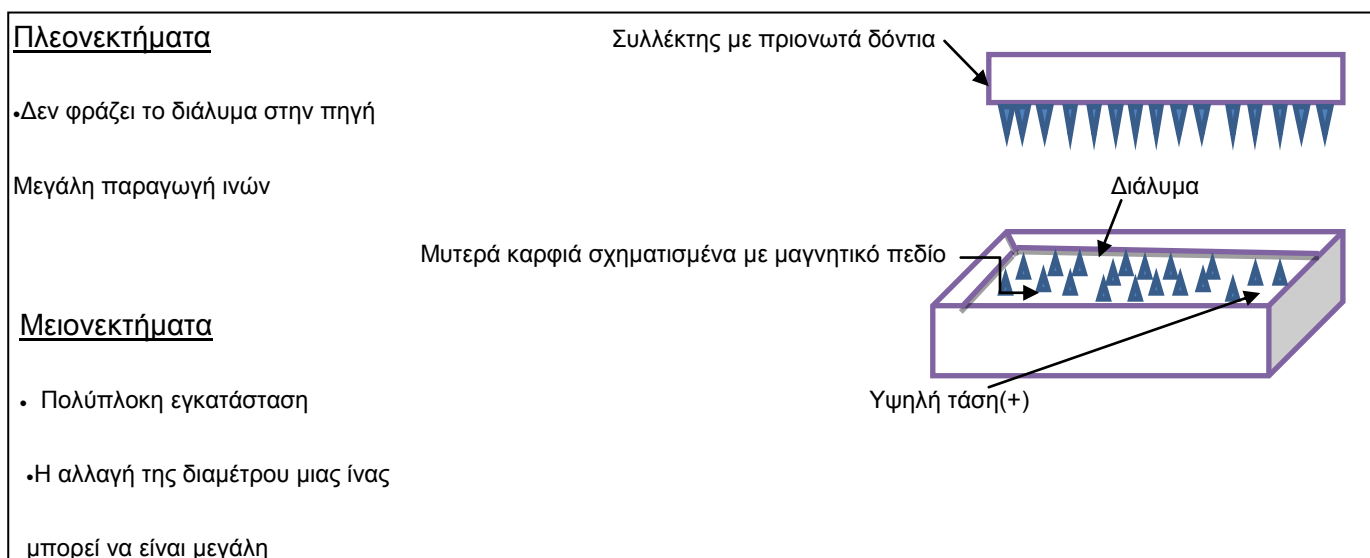 Πλεονεκτήματα
•Δεν φράζει το διάλυμα στην πηγή
Μεγάλη παραγωγή ινών
Μειονεκτήματα
• Πολύπλοκη εγκατάσταση
•Η αλλαγή της διαμέτρου μιας ίνας
μπορεί να είναι μεγάλη
Συλλέκτης με πριονωτά δόντια
Διάλυμα
Μυτερά καρφιά σχηματισμένα με μαγνητικό πεδίο
Υψηλή τάση(+)